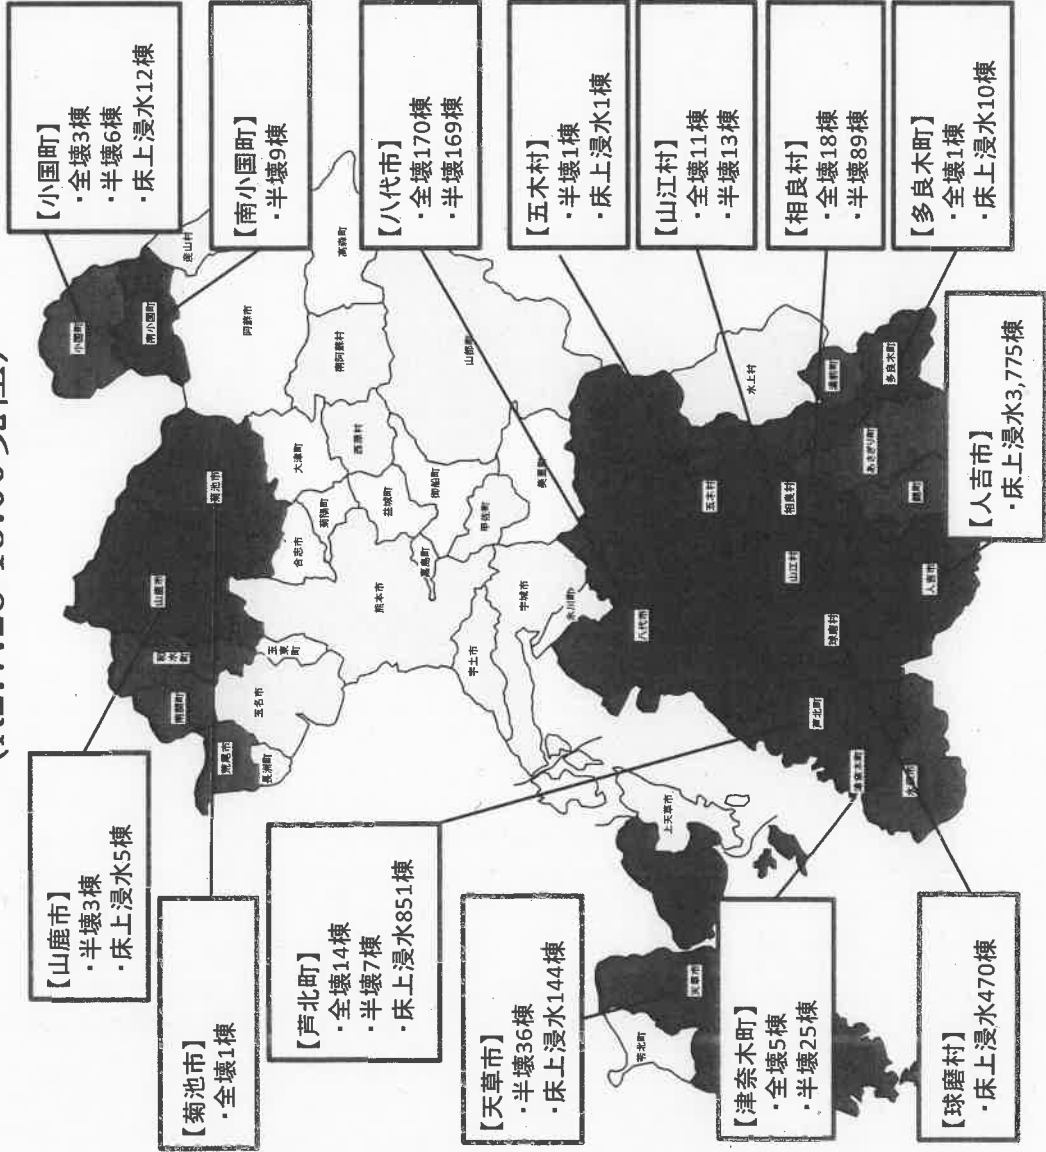 【小国町】
・全壊3棟
・半壊6棟
・床上浸水12棟
【南小国町】
・半壊9棟
【八代市】
・全壊170棟
・半壊169棟
【五木村】
・半壊1棟
・床上浸水1棟
【山江村】
・全壊11棟
・半壊13棟
【相良村】
・全壊18棟
・半壊89棟
【多良木町】
・全壊1棟
・床上浸水10棟
【人吉市】
・床上浸水3,775棟
【山鹿市】
・半壊3棟
・床上浸水5棟
【菊池市】
・全壊1棟
【芦北町】
・全壊14棟
・半壊7棟
・床上浸水851棟
【天草市】
・半壊36棟
・床上浸水144棟
【津奈木町】
・全壊5棟
・半壊25棟
【球磨村】
・床上浸水470棟
小国町
南小国町
産山村
阿蘇市
高森町
南阿蘇村
山都町
西原村
大津町
菊陽町
合志市
菊池市
山鹿市
和水町
南関町
荒尾市
長洲町
玉名市
玉東町
熊本市
益城町
御船町
嘉島町
甲佐町
美里町
宇城市
宇土市
氷川町
八代市
五木村
水上村
湯前町
多良木町
あさぎり町
錦町
相良村
山江村
人吉市
球磨村
芦北町
津奈木町
水俣市
上天草市
天草市
苓北町